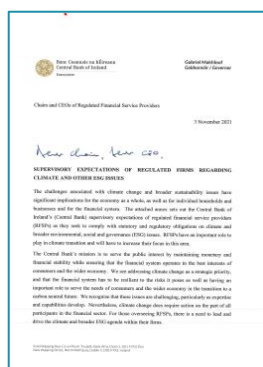 Banc Ceannais na hÉireann
Central Bank of Ireland
Eurosystem
Gabriel Makhlouf
Gobharnóir / Governor
Chairs and CEOs of Regulated Financial Service Providers
3 November 2021
Dear Chair, Dear CEO,
SUPERVISORY EXPECTATIONS OF REGULATED FIRMS REGARDING
CLIMATE AND OTHER ESG ISSUES
The challenges associated with climate change and broader sustainability issues have
significant implications for the economy as a whole, as well as for individual households and
businesses and for the financial system. The attached annex sets out the Central Bank of
Ireland's (Central Bank) supervisory expectations of regulated financial service providers
(RFSPs) as they seek to comply with statutory and regulatory obligations on climate and
broader environmental, social and governance (ESG) issues. RFSPs have an important role to
play in climate transition and will have to increase their focus in this area.
The Central Bank's mission is to serve the public interest by maintaining monetary and
financial stability while ensuring that the financial system operates in the best interests of
consumers and the wider economy. We see addressing climate change as a strategic priority,
and that the financial system has to be resilient to the risks it poses as well as having an
important role to serve the needs of consumers and the wider economy in the transition to a
carbon neutral future. We recognise that these issues are challenging, particularly as expertise
and capabilities develop. Nevertheless, climate change does require action on the part of all
participants in the financial sector. For those overseeing RFSPs, there is a need to lead and
drive the climate and broader ESG agenda within their firms.